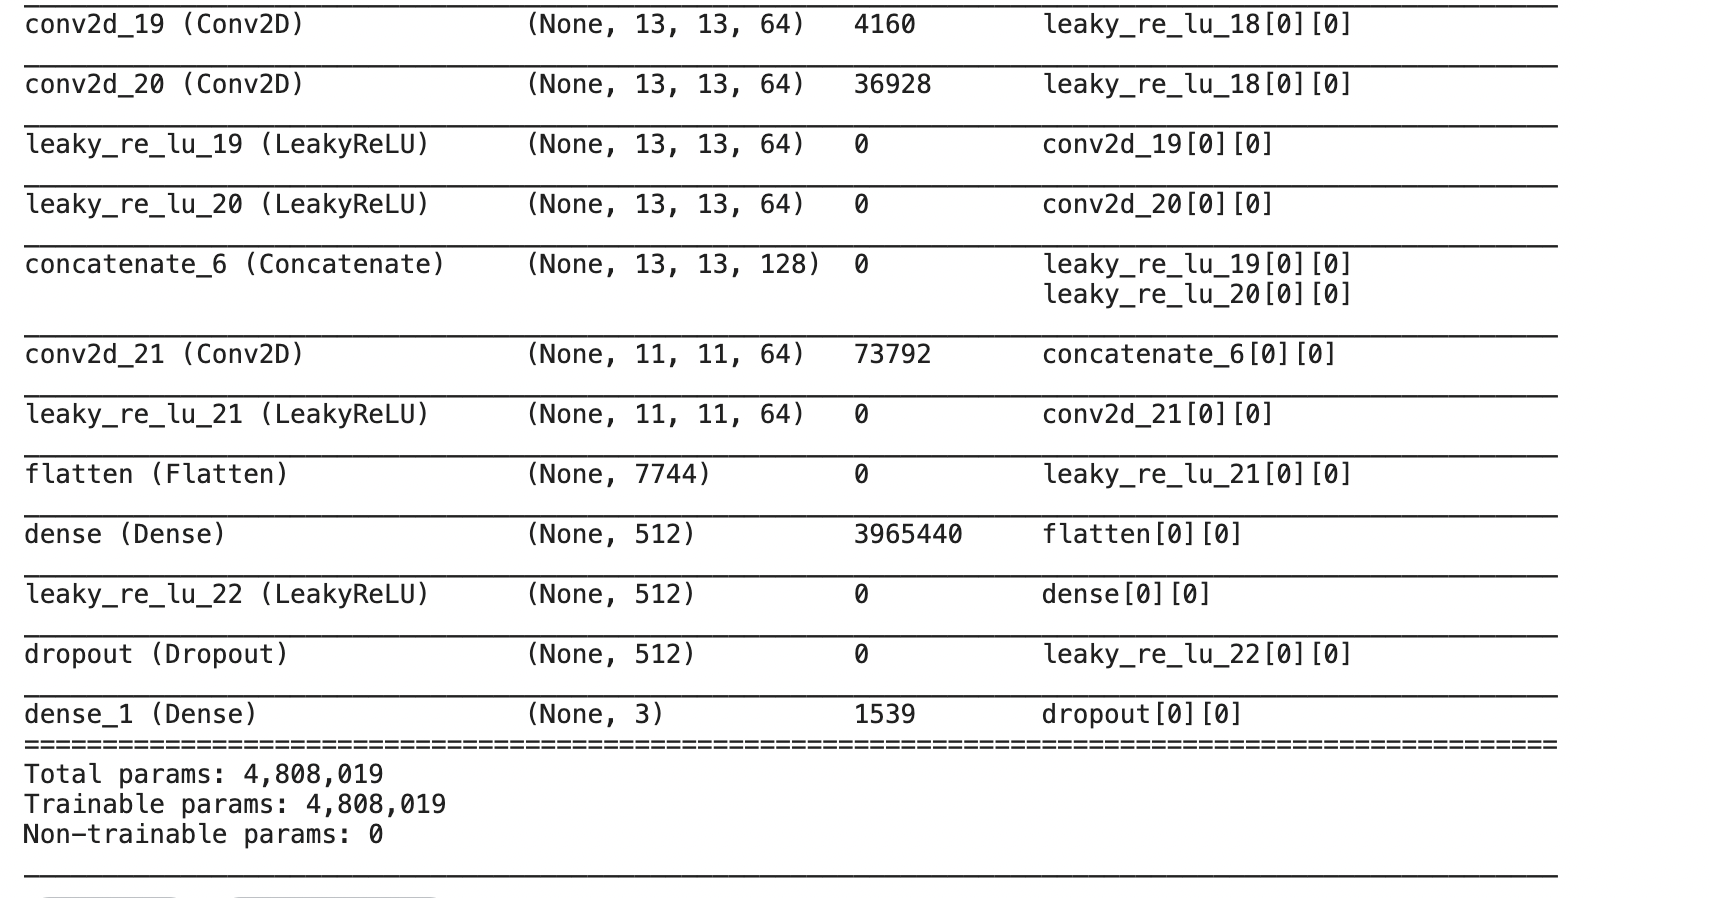 conv2d_19 (Conv2D) (None, 13, 13, 64) 4160 leaky_re_lu_18[0][0]
conv2d_20 (Conv2D) (None, 13, 13, 64) 36928 leaky_re_lu_18[0][0]
leaky_re_lu_19 (LeakyReLU) (None, 13, 13, 64) 0 conv2d_19[0][0]
leaky_re_lu_20 (LeakyReLU) (None, 13, 13, 64) 0 conv2d_20[0][0]
concatenate_6 (Concatenate) (None, 13, 13, 128) 0 leaky_re_lu_19[0][0]
leaky_re_lu_20[0][0]
conv2d_21 (Conv2D) (None, 11, 11, 64) 73792 concatenate_6[0][0]
leaky_re_lu_21 (LeakyReLU) (None, 11, 11, 64) 0 conv2d_21[0][0]
flatten (Flatten) (None, 7744) 0 leaky_re_lu_21[0][0]
dense (Dense) (None, 512) 3965440 flatten[0][0]
leaky_re_lu_22 (LeakyReLU) (None, 512) 0 dense[0][0]
dropout (Dropout) (None, 512) 0 leaky_re_lu_22[0][0]
dense_1 (Dense) (None, 3) 1539 dropout[0][0]
Total params: 4,808,019
Trainable params: 4,808,019
Non-trainable params: 0